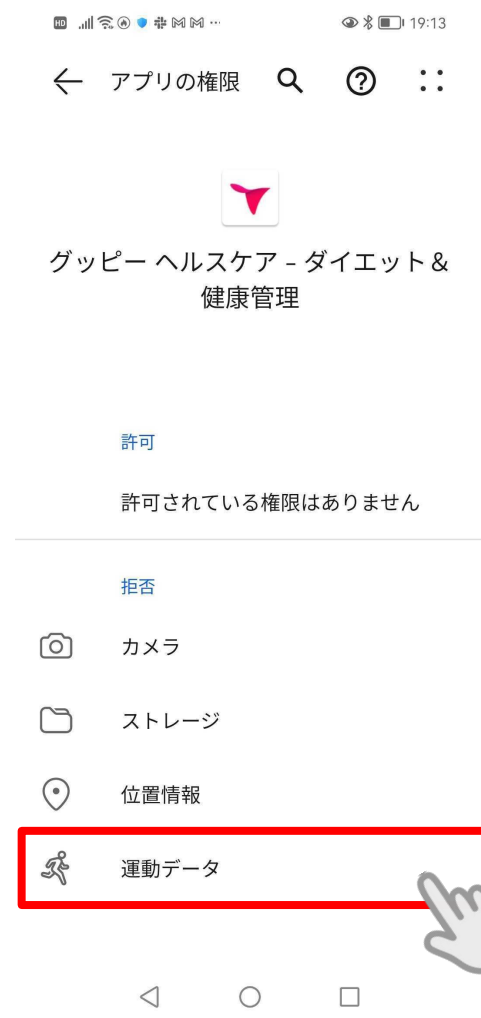 HD 19:13
アプリの権限
グッピー ヘルスケア - ダイエット＆
健康管理
許可
許可されている権限はありません
拒否
カメラ
ストレージ
位置情報
運動データ